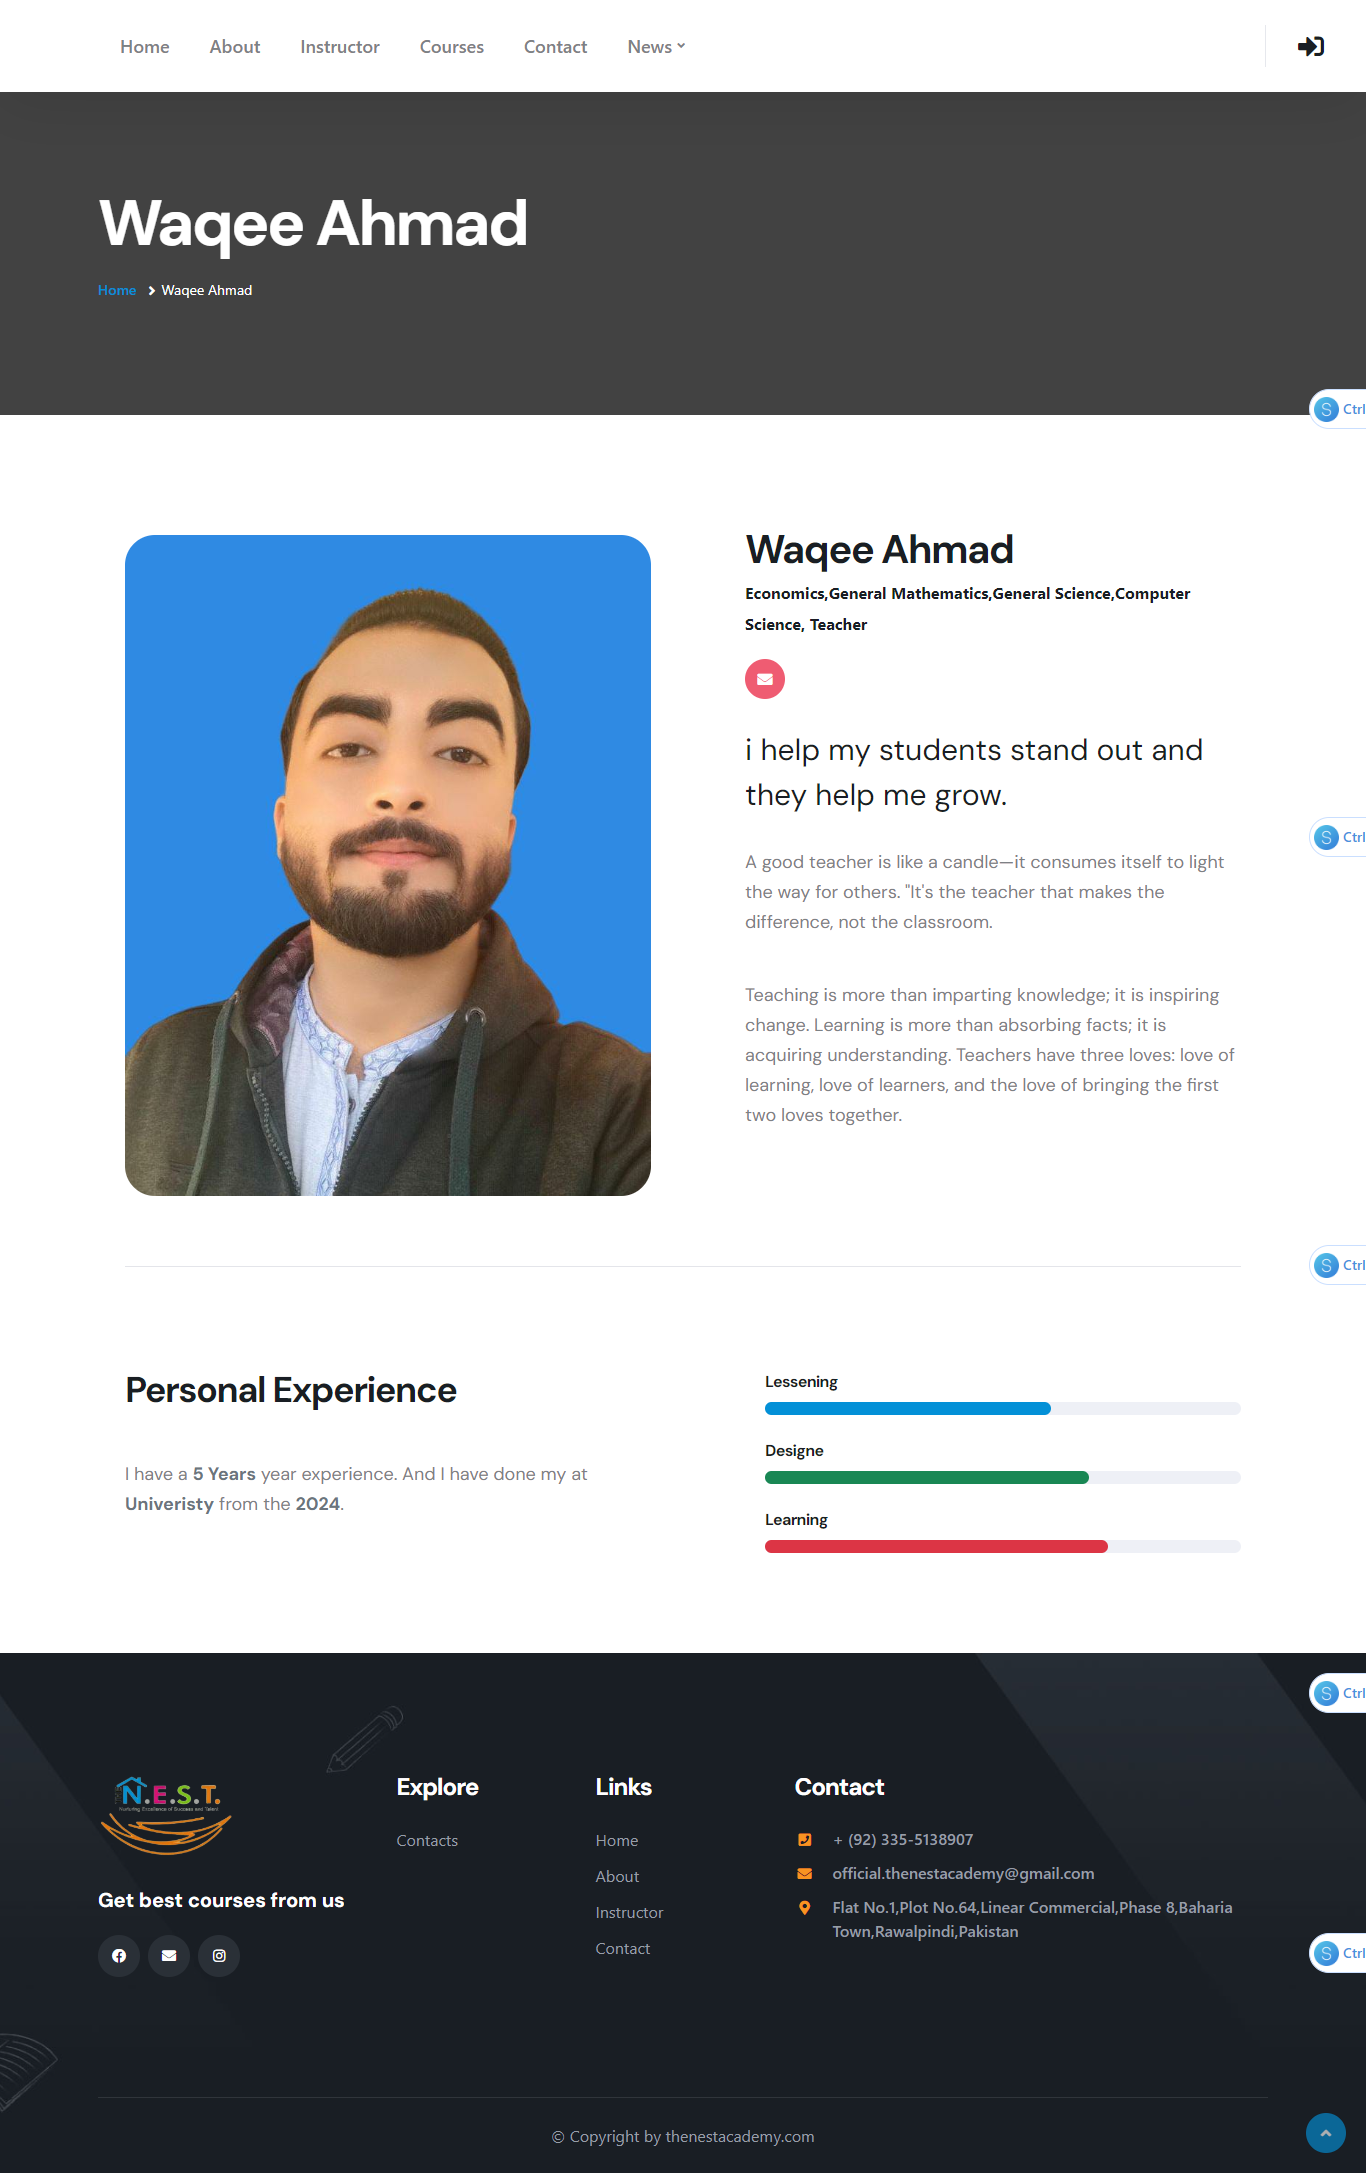 Home About Instructor Courses Contact News
Waqee Ahmad
Home Waqee Ahmad
S Ctrl
Waqee Ahmad
Economics,General Mathematics,General Science,Computer
Science, Teacher
i help my students stand out and
they help me grow.
S Ctrl
A good teacher is like a candle—it consumes itself to light
the way for others. "It's the teacher that makes the
difference, not the classroom.
Teaching is more than imparting knowledge; it is inspiring
change. Learning is more than absorbing facts; it is
acquiring understanding. Teachers have three loves: love of
learning, love of learners, and the love of bringing the first
two loves together.
S Ctrl
Personal Experience
I have a 5 Years year experience. And I have done my at
Univeristy from the 2024.
Lessening
Designe
Learning
S Ctrl
N.E.S.T.
Nurturing Excellence of Success and Talent
Get best courses from us
Explore
Contacts
Links
Home
About
Instructor
Contact
Contact
+ (92) 335-5138907
official.thenestacademy@gmail.com
Flat No.1,Plot No.64,Linear Commercial,Phase 8,Baharia
Town,Rawalpindi,Pakistan
S Ctrl
© Copyright by thenestacademy.com